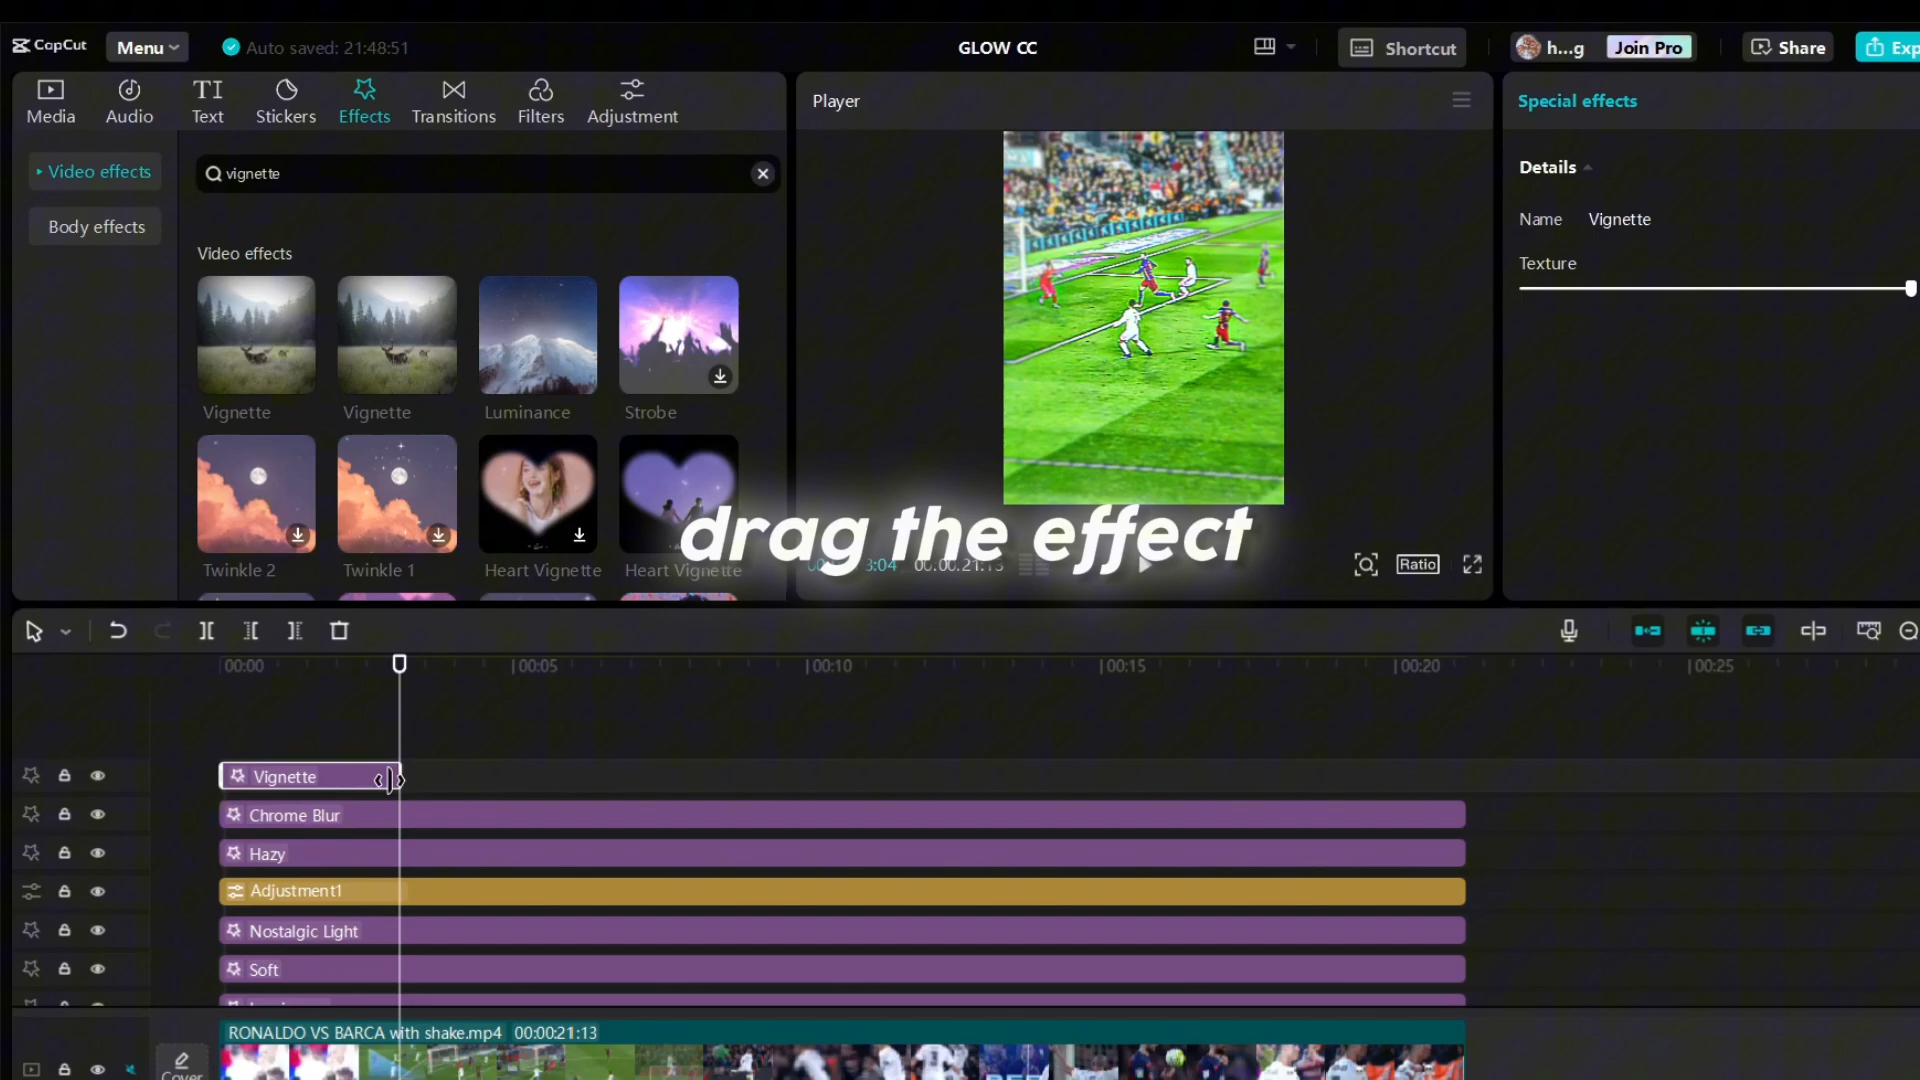 CapCut
Menu
Auto saved: 21:48:51
GLOW CC
Shortcut
h...g
Join Pro
Share
Exp
Media
Audio
TI
Text
Stickers
Effects
Transitions
Filters
Adjustment
Player
Special effects
Video effects
Body effects
vignette
Details
Name
Vignette
Texture
Video effects
Vignette
Vignette
Luminance
Strobe
Twinkle 2
Twinkle 1
Heart Vignette
Heart Vignette
drag the effect
3:04
Ratio
00:00
00:05
00:10
00:15
00:20
00:25
Vignette
Chrome Blur
Hazy
Adjustment1
Nostalgic Light
Soft
RONALDO VS BARCA with shake.mp4 00:00:21:13
Cover